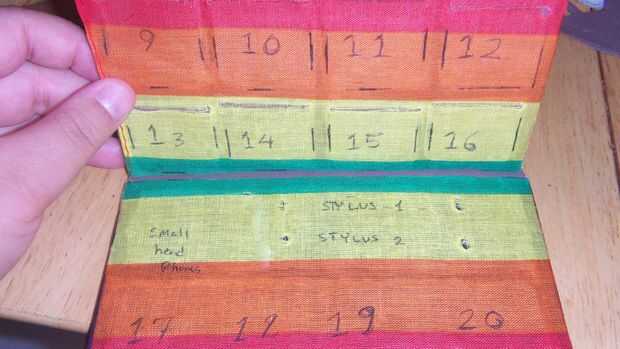 9 10 11 12
13 14 15 16
STYLUS - 1
STYLUS 2
Small
head
Phones
17 18 19 20